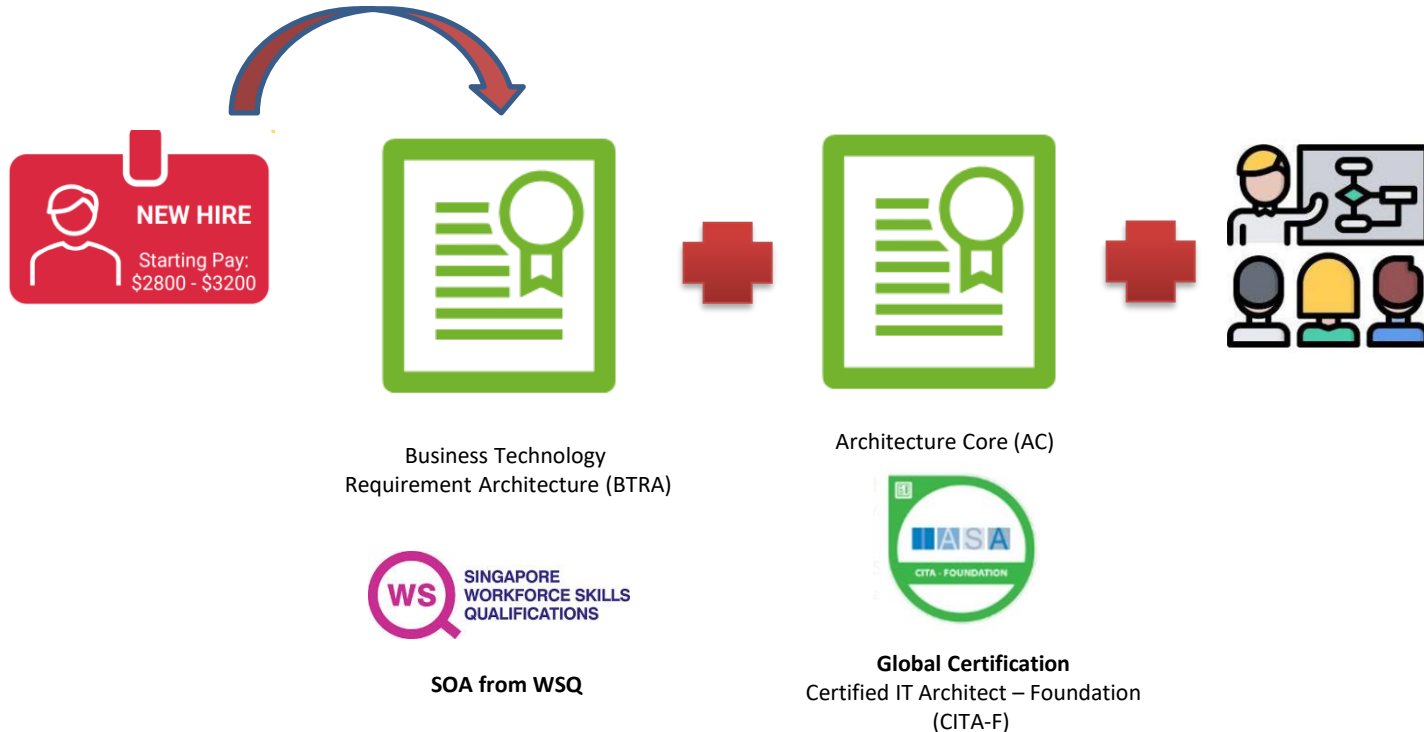 NEW HIRE
Starting Pay:
$2800 - $3200
Business Technology
Requirement Architecture (BTRA)
Architecture Core (AC)
WS
SINGAPORE
WORKFORCE SKILLS
QUALIFICATIONS
IASA
CITA - FOUNDATION
SOA from WSQ
Global Certification
Certified IT Architect – Foundation
(CITA-F)